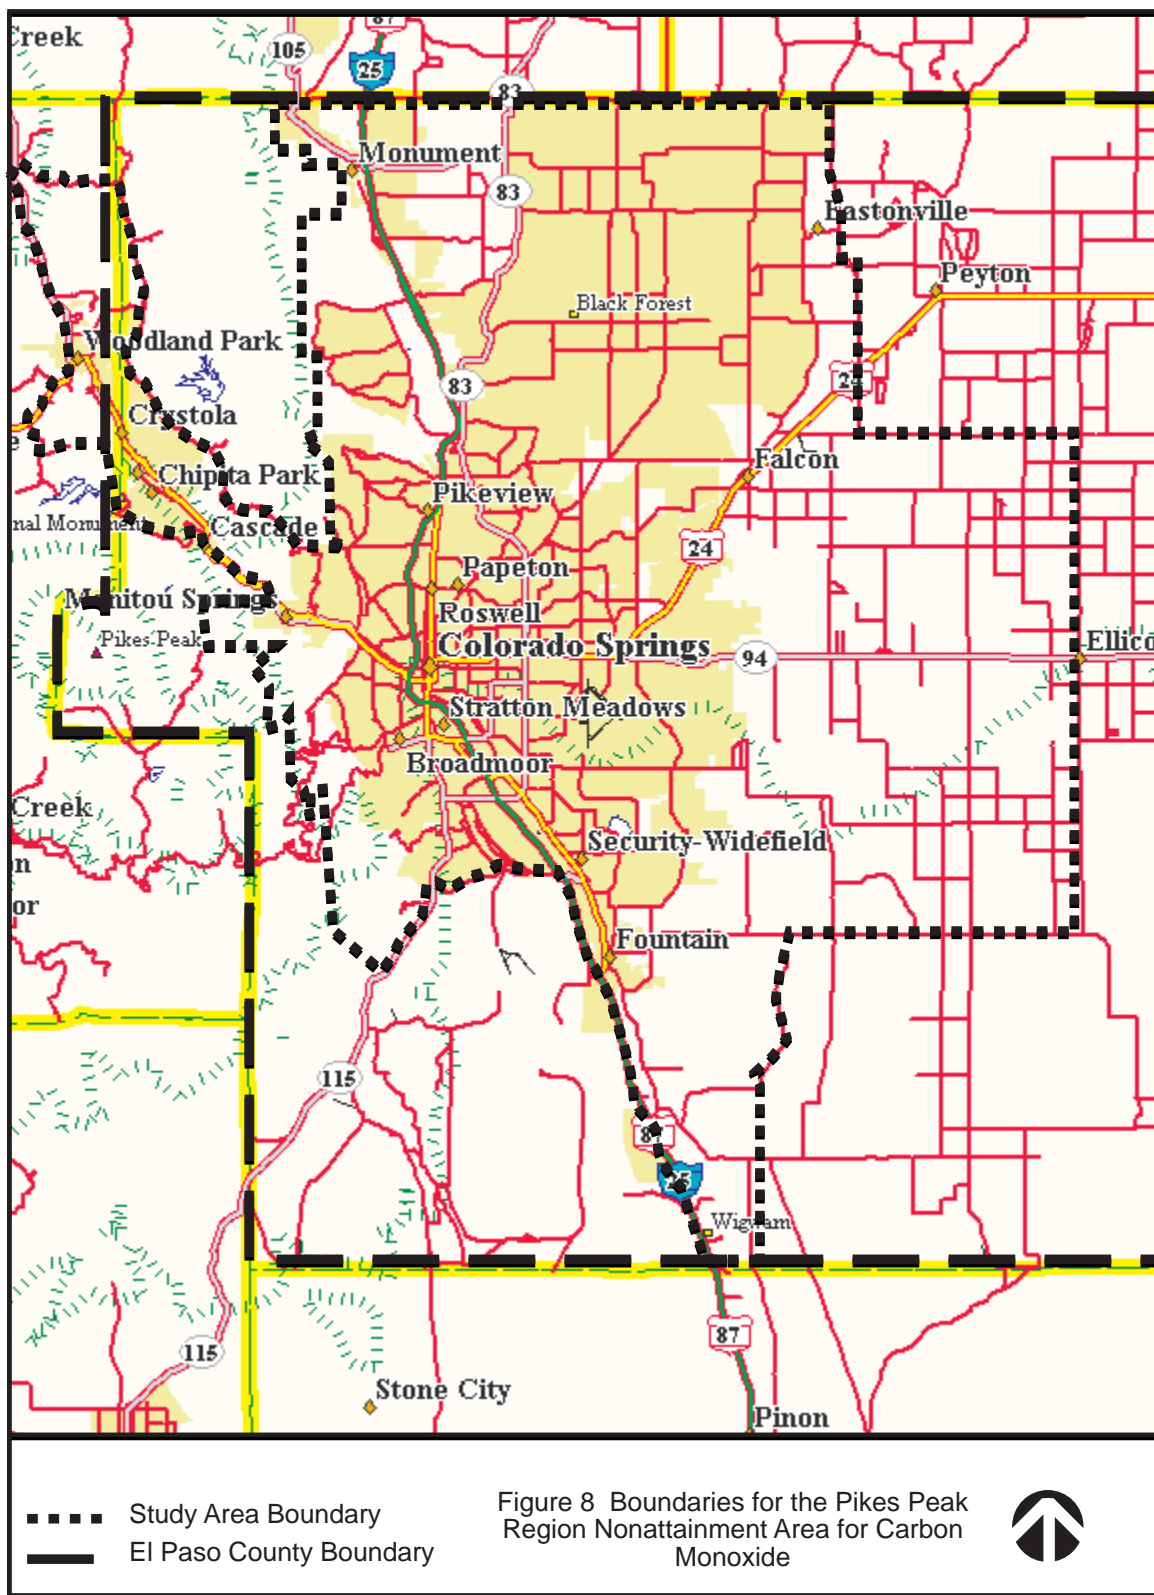 Creek
105
87
25
83
Monument
83
Eastonville
Peyton
Black Forest
Woodland Park
83
24
Crystola
Falcon
Chipita Park
Pikeview
nal Monument
Cascade
24
Papeton
Manitou Springs
Roswell
Pikes Peak
Colorado Springs
94
Ellico
Stratton Meadows
Broadmoor
Creek
Security-Widefield
n
or
Fountain
115
87
25
Wigwam
87
115
Stone City
Pinon
Study Area Boundary
El Paso County Boundary
Figure 8 Boundaries for the Pikes Peak
Region Nonattainment Area for Carbon
Monoxide